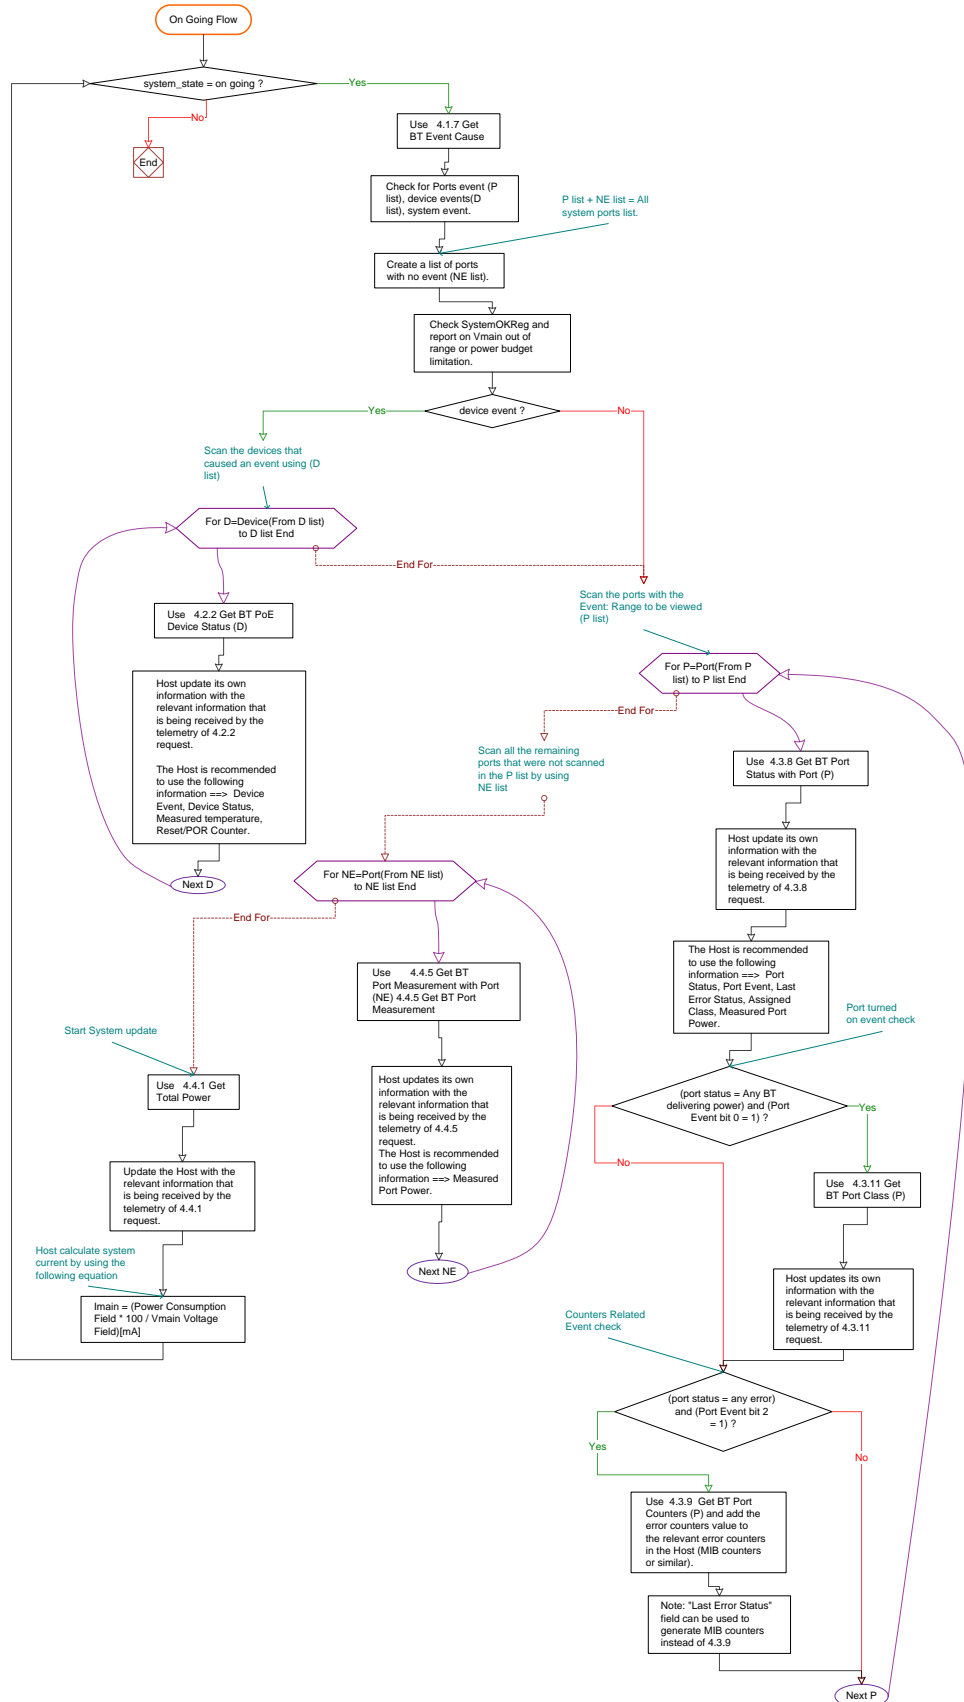 On Going Flow
system_state = on going ?
Yes
No
End
Use   4.1.7 Get
BT Event Cause
Check for Ports event (P
list), device events(D
list), system event.
P list + NE list = All
system ports list.
Create a list of ports
with no event (NE list).
Check SystemOKReg and
report on Vmain out of
range or power budget
limitation.
device event ?
Yes
No
Scan the devices that
caused an event using (D
list)
For D=Device(From D list)
to D list End
End For
Use   4.2.2 Get BT PoE
Device Status (D)
Host update its own
information with the
relevant information that
is being received by the
telemetry of 4.2.2
request.
The Host is recommended
to use the following
information ==>  Device
Event, Device Status,
Measured temperature,
Reset/POR Counter.
Next D
Scan the ports with the
Event: Range to be viewed
(P list)
For P=Port(From P
list) to P list End
End For
Scan all the remaining
ports that were not scanned
in the P list by using
NE list
Use  4.3.8 Get BT Port
Status with Port (P)
Host update its own
information with the
relevant information that
is being received by the
telemetry of 4.3.8
request.
For NE=Port(From NE list)
to NE list End
End For
The Host is recommended
to use the following
information ==>  Port
Status, Port Event, Last
Error Status, Assigned
Class, Measured Port
Power.
Use      4.4.5 Get BT
Port Measurement with Port
(NE) 4.4.5 Get BT Port
Measurement
Port turned
on event check
Start System update
Use   4.4.1 Get
Total Power
Host updates its own
information with the
relevant information that
is being received by the
telemetry of 4.4.5
request.
The Host is recommended
to use the following
information ==> Measured
Port Power.
(port status = Any BT
delivering power) and (Port
Event bit 0 = 1) ?
Yes
No
Update the Host with the
relevant information that
is being received by the
telemetry of 4.4.1
request.
Use   4.3.11 Get
BT Port Class (P)
Host calculate system
current by using the
following equation
Next NE
Host updates its own
information with the
relevant information that
is being received by the
telemetry of 4.3.11
request.
Imain = (Power Consumption
Field * 100 / Vmain Voltage
Field)[mA]
Counters Related
Event check
(port status = any error)
and (Port Event bit 2
= 1) ?
Yes
No
Use  4.3.9  Get BT Port
Counters (P) and add the
error counters value to
the relevant error counters
in the Host (MIB counters
or similar).
Note: "Last Error Status"
field can be used to
generate MIB counters
instead of 4.3.9
Next P